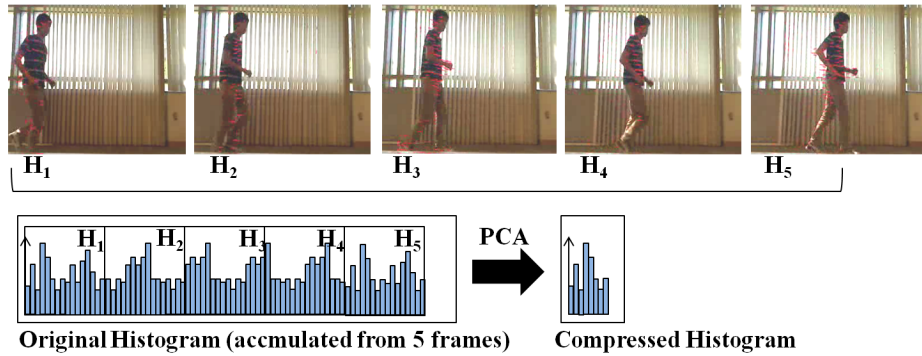 H₁ H₂ H₃ H₄ H₅
H₁ H₂ H₃ H₄ H₅
PCA
Original Histogram (accmulated from 5 frames)
Compressed Histogram